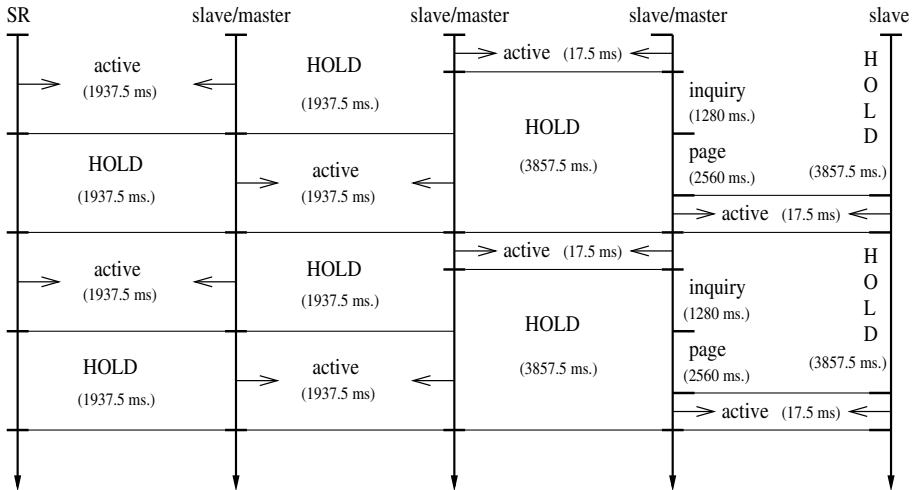 SR
slave/master
slave/master
slave/master
slave
active
(1937.5 ms)
HOLD
(1937.5 ms.)
active (17.5 ms)
inquiry
(1280 ms.)
H
O
L
D
(3857.5 ms.)
HOLD
(3857.5 ms.)
page
(2560 ms.)
HOLD
(1937.5 ms.)
active
(1937.5 ms)
active (17.5 ms)
active
(1937.5 ms)
HOLD
(1937.5 ms.)
active (17.5 ms)
inquiry
(1280 ms.)
H
O
L
D
(3857.5 ms.)
HOLD
(3857.5 ms.)
page
(2560 ms.)
HOLD
(1937.5 ms.)
active
(1937.5 ms)
active (17.5 ms)